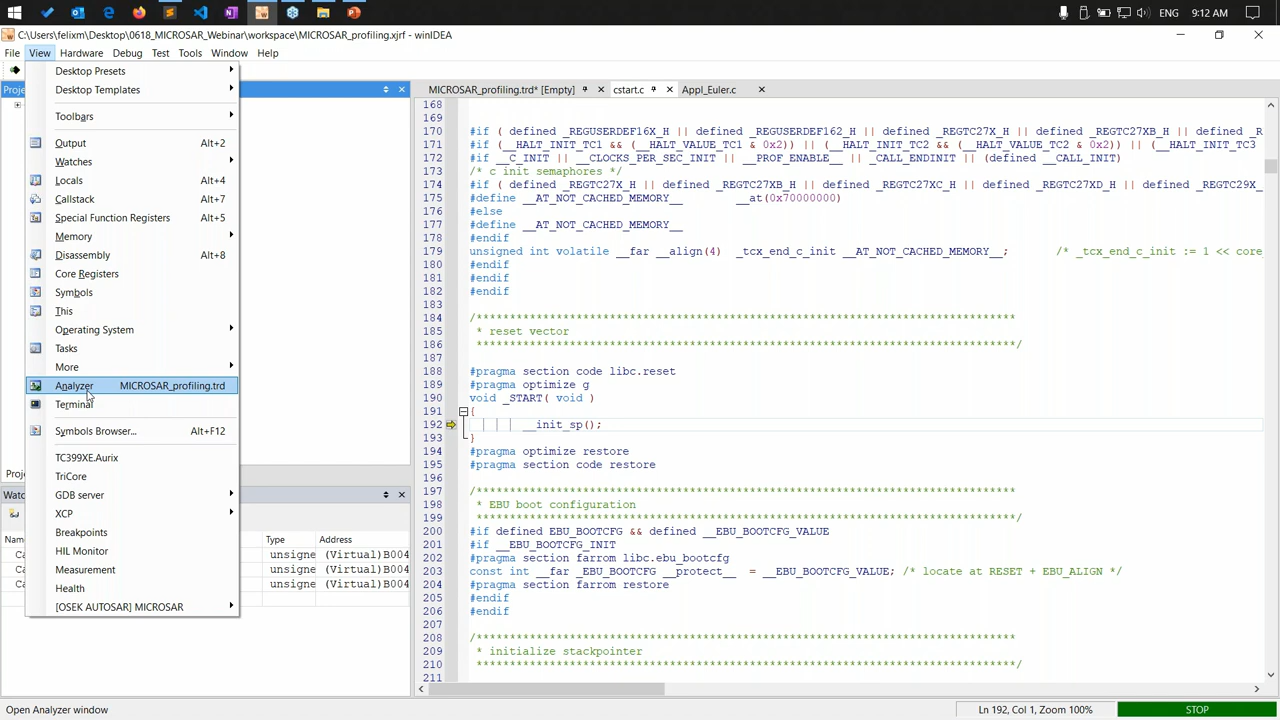 ENG 9:12 AM
C:\Users\felixm\Desktop\0618_MICROSAR_Webinar\workspace\MICROSAR_profiling.xjrf - winIDEA
File View Hardware Debug Test Tools Window Help
Desktop Presets
Desktop Templates
Toolbars
Output Alt+2
Watches
Locals Alt+4
Callstack Alt+7
Special Function Registers Alt+5
Memory
Disassembly Alt+8
Core Registers
Symbols
This
Operating System
Tasks
More
Analyzer MICROSAR_profiling.trd
Terminal
Symbols Browser... Alt+F12
TC399XE.Aurix
TriCore
GDB server
XCP
Breakpoints
HIL Monitor
Measurement
Health
[OSEK AUTOSAR] MICROSAR
Type Address
unsigne (Virtual)B004
unsigne (Virtual)B004
unsigne (Virtual)B004
MICROSAR_profiling.trd* [Empty] cstart.c Appl_Euler.c
168
169
170 #if ( defined _REGUSERDEF16X_H || defined _REGUSERDEF162_H || defined _REGTC27X_H || defined _REGTC27XB_H || defined _R
171 #if (__HALT_INIT_TC1 && (__HALT_VALUE_TC1 & 0x2)) || (__HALT_INIT_TC2 && (__HALT_VALUE_TC2 & 0x2)) || (__HALT_INIT_TC3
172 #if __C_INIT || __CLOCKS_PER_SEC_INIT || __PROF_ENABLE__ || _CALL_ENDINIT || (defined __CALL_INIT)
173 /* c init semaphores */
174 #if ( defined _REGTC27X_H || defined _REGTC27XB_H || defined _REGTC27XC_H || defined _REGTC27XD_H || defined _REGTC29X_
175 #define __AT_NOT_CACHED_MEMORY__ __at(0x70000000)
176 #else
177 #define __AT_NOT_CACHED_MEMORY__
178 #endif
179 unsigned int volatile __far __align(4) _tcx_end_c_init __AT_NOT_CACHED_MEMORY__; /* _tcx_end_c_init := 1 << core
180 #endif
181 #endif
182 #endif
183
184 /*****************************************************************************
185 * reset vector
186 *****************************************************************************/
187
188 #pragma section code libc.reset
189 #pragma optimize g
190 void _START( void )
191 {
192 __init_sp();
193 }
194 #pragma optimize restore
195 #pragma section code restore
196
197 /*****************************************************************************
198 * EBU boot configuration
199 *****************************************************************************/
200 #if defined EBU_BOOTCFG && defined __EBU_BOOTCFG_VALUE
201 #if __EBU_BOOTCFG_INIT
202 #pragma section farrom libc.ebu_bootcfg
203 const int __far _EBU_BOOTCFG __protect__ = __EBU_BOOTCFG_VALUE; /* locate at RESET + EBU_ALIGN */
204 #pragma section farrom restore
205 #endif
206 #endif
207
208 /*****************************************************************************
209 * initialize stackpointer
210 *****************************************************************************/
211
Open Analyzer window Ln 192, Col 1, Zoom 100% STOP